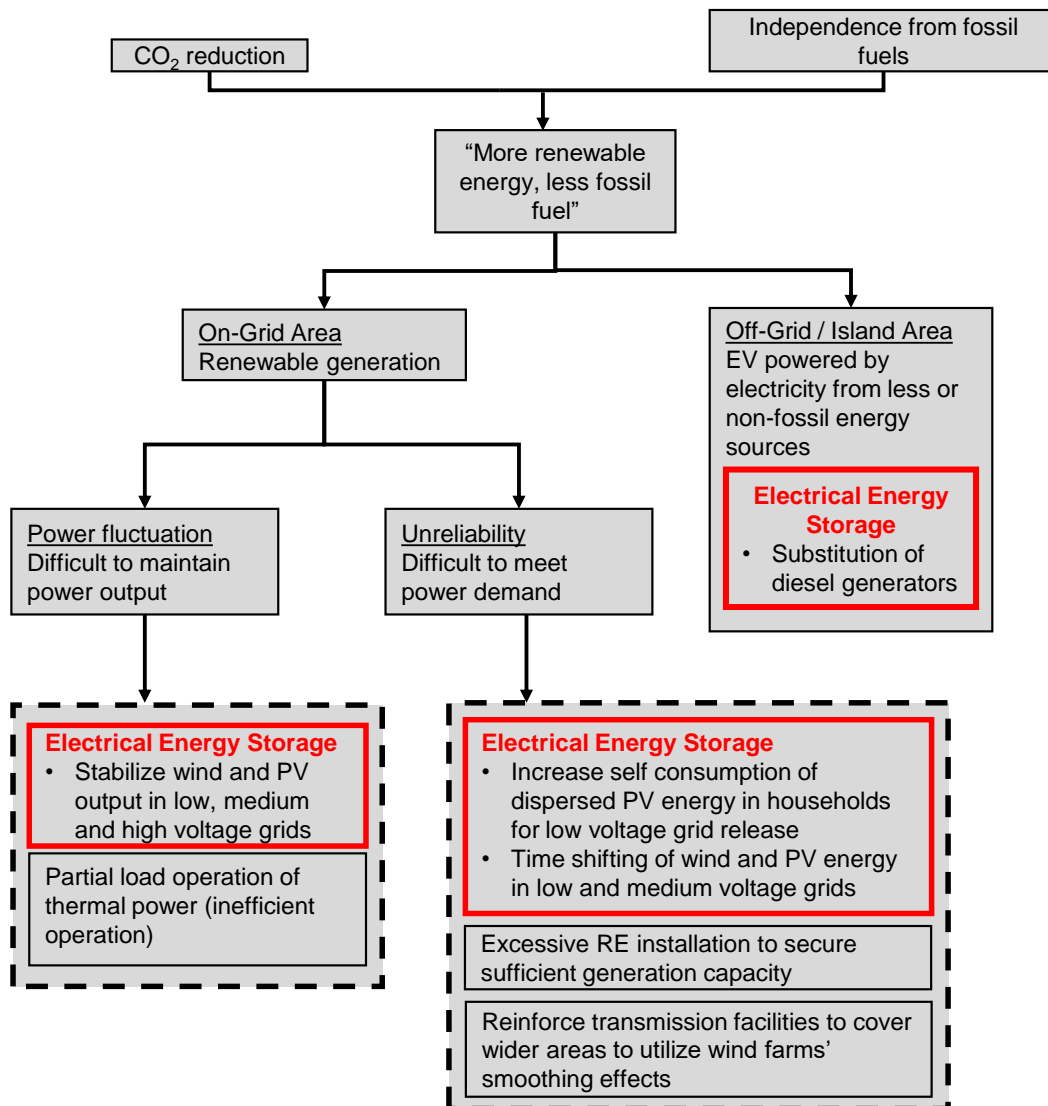 CO₂ reduction
Independence from fossil
fuels
“More renewable
energy, less fossil
fuel”
On-Grid Area
Renewable generation
Off-Grid / Island Area
EV powered by
electricity from less or
non-fossil energy
sources
Electrical Energy
Storage
• Substitution of
diesel generators
Power fluctuation
Difficult to maintain
power output
Unreliability
Difficult to meet
power demand
Electrical Energy Storage
• Stabilize wind and PV
output in low, medium
and high voltage grids
Partial load operation of
thermal power (inefficient
operation)
Electrical Energy Storage
• Increase self consumption of
dispersed PV energy in households
for low voltage grid release
• Time shifting of wind and PV energy
in low and medium voltage grids
Excessive RE installation to secure
sufficient generation capacity
Reinforce transmission facilities to cover
wider areas to utilize wind farms’
smoothing effects